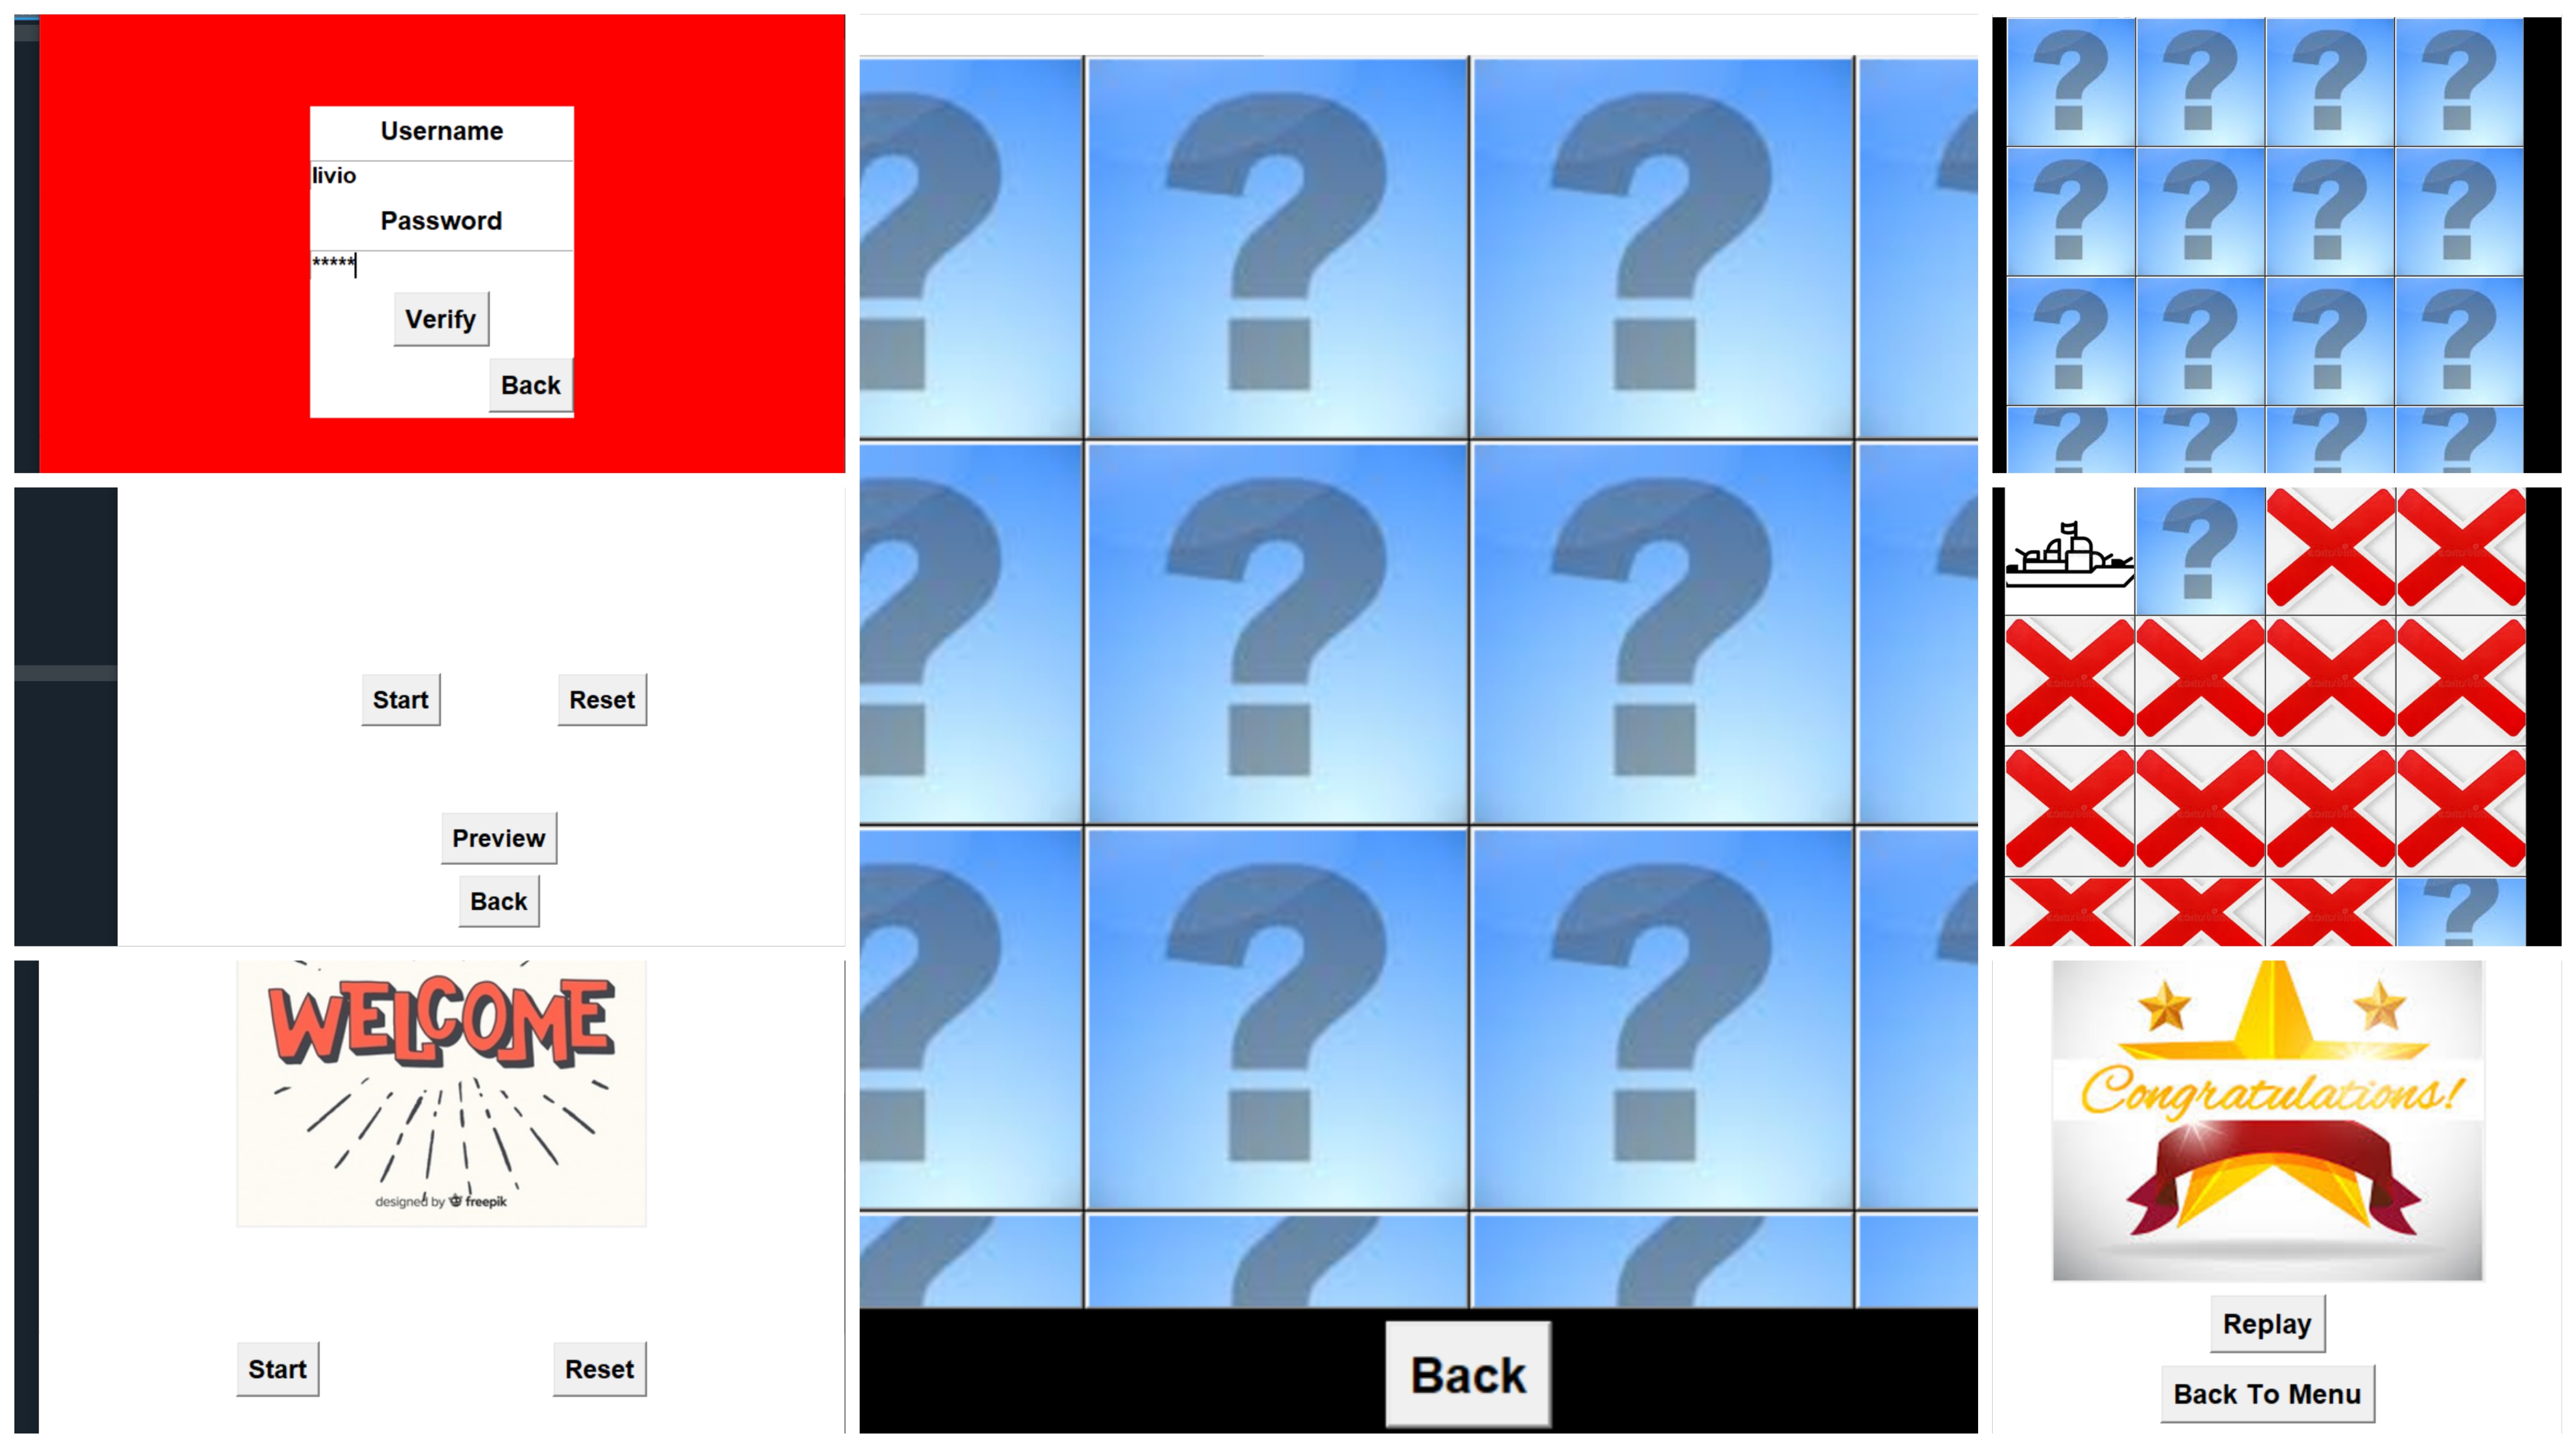 Username
livio
Password
*****
Verify
Back
Start
Reset
Preview
Back
WELCOME
designed by freepik
Start
Reset
? ? ? ?
? ? ? ?
? ? ? ?
? ? ? ?
Back
? ? ? ?
? ? ? ?
? ? ? ?
? ? ? ?
?
?
Congratulations!
Replay
Back To Menu